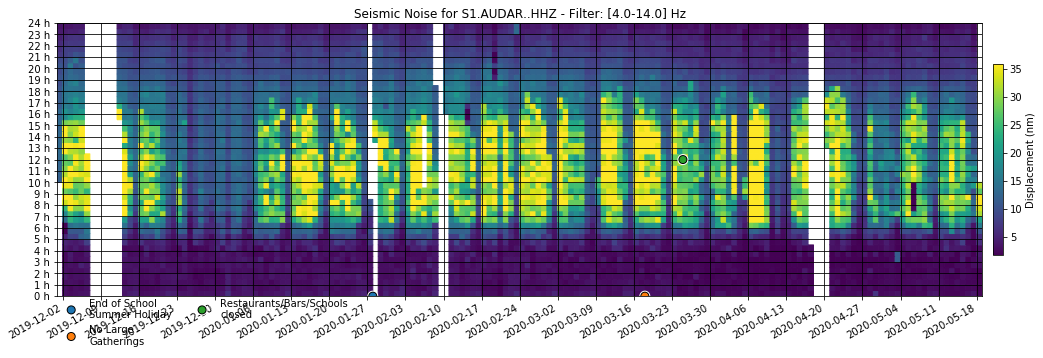 Seismic Noise for S1.AUDAR..HHZ - Filter: [4.0-14.0] Hz
24 h
23 h
22 h
21 h
20 h
19 h
18 h
17 h
16 h
15 h
14 h
13 h
12 h
11 h
10 h
9 h
8 h
7 h
6 h
5 h
4 h
3 h
2 h
1 h
0 h
35
30
25
20
15
10
5
Displacement (nm)
End of School
Summer Holiday
No Large
Gatherings
Restaurants/Bars/Schools
closed
2019-12-02
2020-01-13
2020-01-20
2020-01-27
2020-02-03
2020-02-10
2020-02-17
2020-02-24
2020-03-02
2020-03-09
2020-03-16
2020-03-23
2020-03-30
2020-04-06
2020-04-13
2020-04-20
2020-04-27
2020-05-04
2020-05-11
2020-05-18